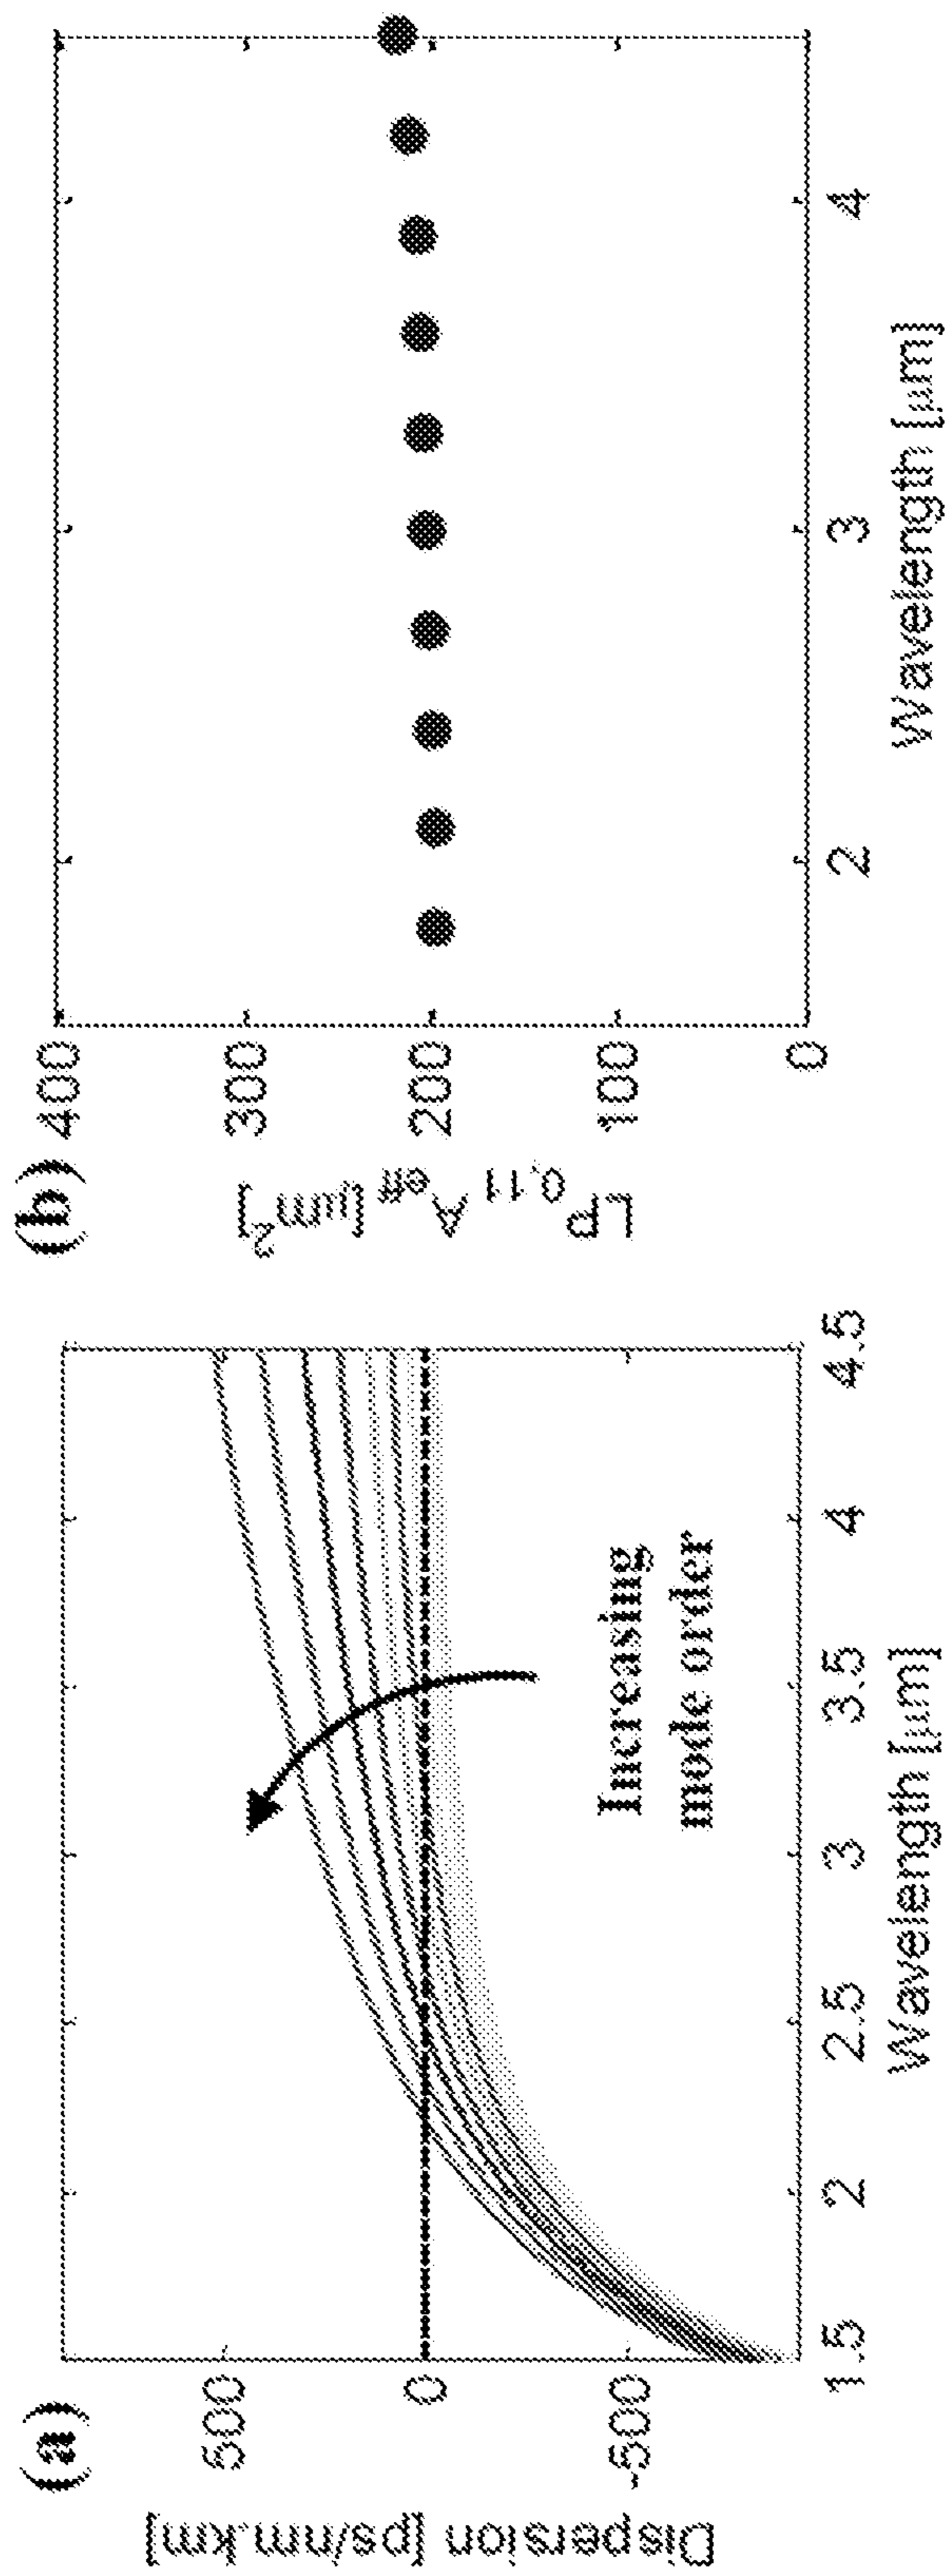 (a)
Dispersion [ps/nm.km]
500
0
-500
1.5
2
2.5
3
3.5
4
4.5
Wavelength [μm]
Increasing
mode order
(b)
LP0,11 Aeff [μm2]
400
300
200
100
0
2
3
4
Wavelength [μm]